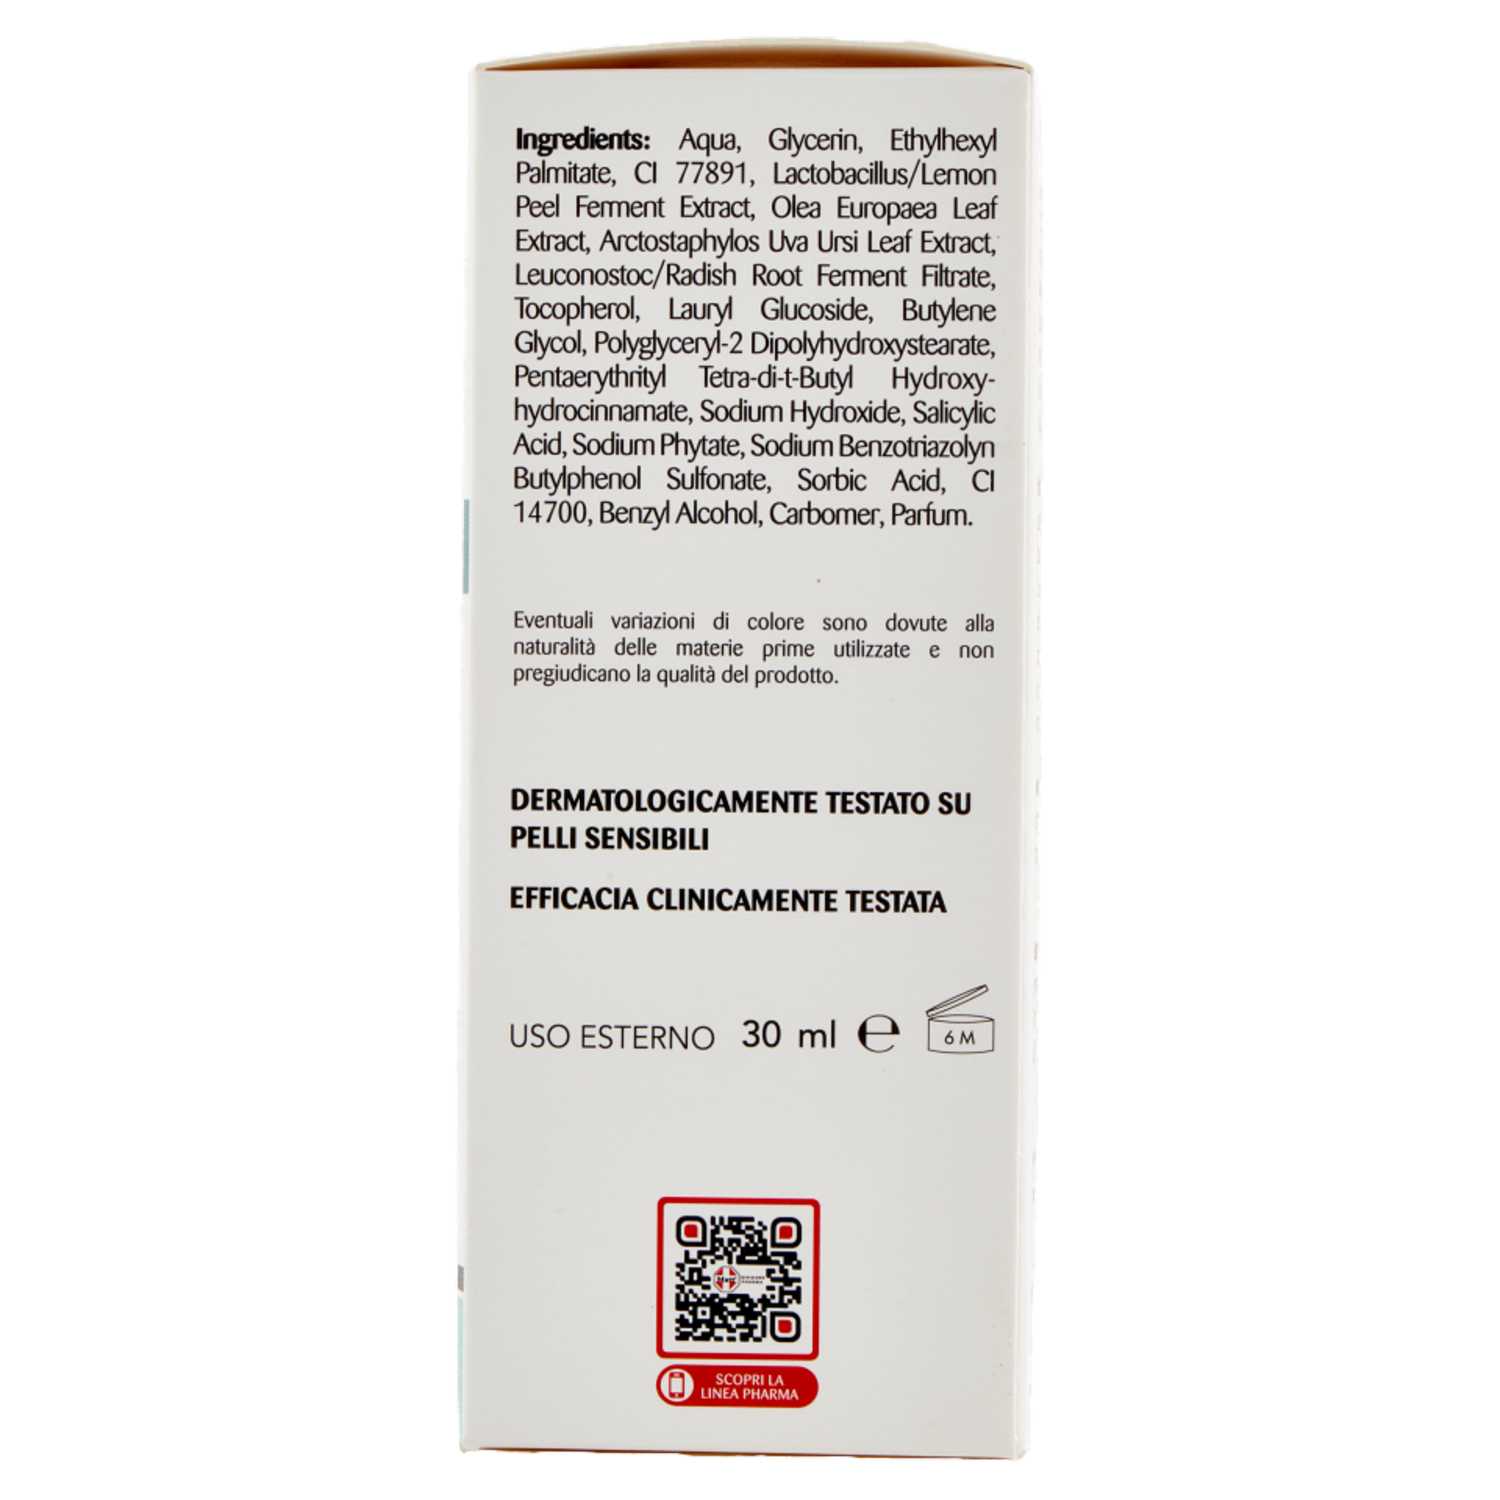 Ingredients: Aqua, Glycerin, Ethylhexyl
Palmitate, CI 77891, Lactobacillus/Lemon
Peel Ferment Extract, Olea Europaea Leaf
Extract, Arctostaphylos Uva Ursi Leaf Extract,
Leuconostoc/Radish Root Ferment Filtrate,
Tocopherol, Lauryl Glucoside, Butylene
Glycol, Polyglyceryl-2 Dipolyhydroxystearate,
Pentaerythrityl Tetra-di-t-Butyl Hydroxy-
hydrocinnamate, Sodium Hydroxide, Salicylic
Acid, Sodium Phytate, Sodium Benzotriazolyn
Butylphenol Sulfonate, Sorbic Acid, CI
14700, Benzyl Alcohol, Carbomer, Parfum.
Eventuali variazioni di colore sono dovute alla
naturalità delle materie prime utilizzate e non
pregiudicano la qualità del prodotto.
DERMATOLOGICAMENTE TESTATO SU
PELLI SENSIBILI
EFFICACIA CLINICAMENTE TESTATA
USO ESTERNO 30 ml e 6 M
SCOPRI LA
LINEA PHARMA